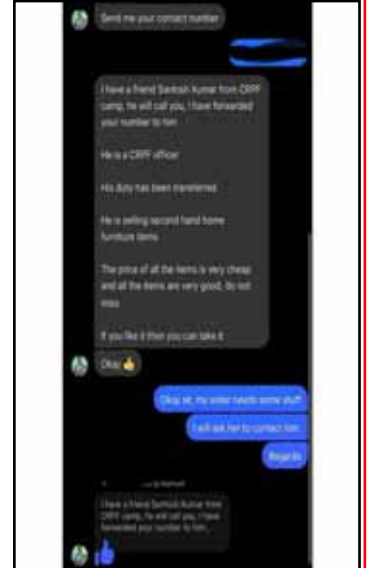 Send me your contact number
I have a friend Santosh Kumar from CRPF
camp, he will call you, I have forwarded
your number to him
He is a CRPF officer
His duty has been transferred
He is selling second hand home
furniture items
The price of all the items is very cheap
and all the items are very good, do not
miss
If you like it then you can take it
Okay 👍
Okay sir, my sister needs some stuff
I will ask her to contact him
Regards
I have a friend Santosh Kumar from
CRPF camp, he will call you, I have
forwarded your number to him,